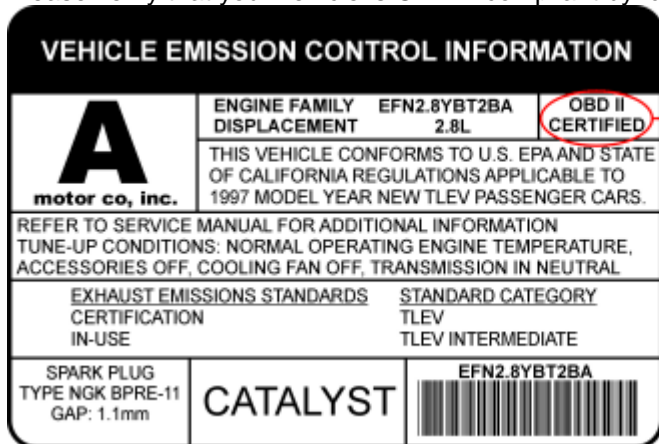 VEHICLE EMISSION CONTROL INFORMATION
A
motor co, inc.
ENGINE FAMILY EFN2.8YBT2BA
DISPLACEMENT 2.8L
OBD II
CERTIFIED
THIS VEHICLE CONFORMS TO U.S. EPA AND STATE
OF CALIFORNIA REGULATIONS APPLICABLE TO
1997 MODEL YEAR NEW TLEV PASSENGER CARS.
REFER TO SERVICE MANUAL FOR ADDITIONAL INFORMATION
TUNE-UP CONDITIONS: NORMAL OPERATING ENGINE TEMPERATURE,
ACCESSORIES OFF, COOLING FAN OFF, TRANSMISSION IN NEUTRAL
EXHAUST EMISSIONS STANDARDS STANDARD CATEGORY
CERTIFICATION TLEV
IN-USE TLEV INTERMEDIATE
SPARK PLUG
TYPE NGK BPRE-11
GAP: 1.1mm
CATALYST
EFN2.8YBT2BA